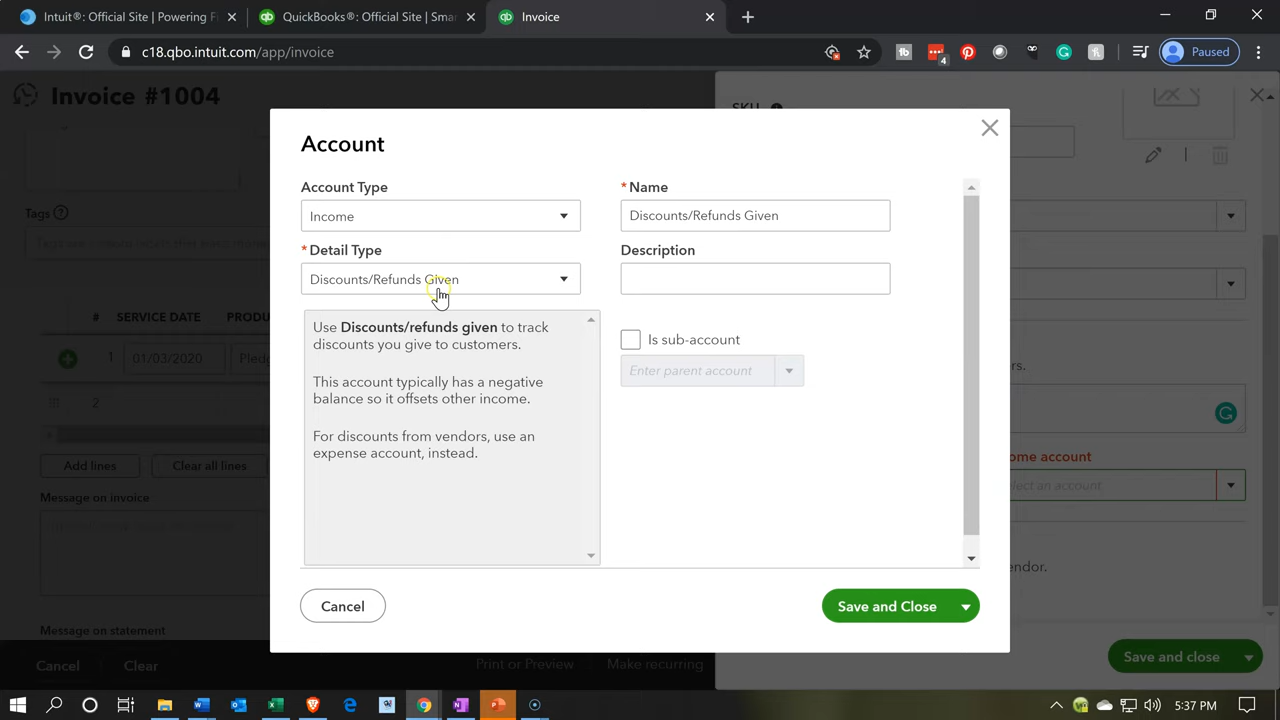 Intuit®: Official Site | Powering F
QuickBooks®: Official Site | Smar
Invoice
c18.qbo.intuit.com/app/invoice
4
Paused
Invoice #1004
SKU
Account
Account Type
* Name
Income
Discounts/Refunds Given
Tags
* Detail Type
Description
Discounts/Refunds Given
# SERVICE DATE
Use Discounts/refunds given to track
discounts you give to customers.
Is sub-account
1 01/03/2020 Pledg
Enter parent account
This account typically has a negative
balance so it offsets other income.
2
For discounts from vendors, use an
expense account, instead.
ome account
Add lines
Clear all lines
Message on invoice
Cancel
Save and Close
Message on statement
Cancel
Clear
Print or Preview
Make recurring
Save and close
5:37 PM